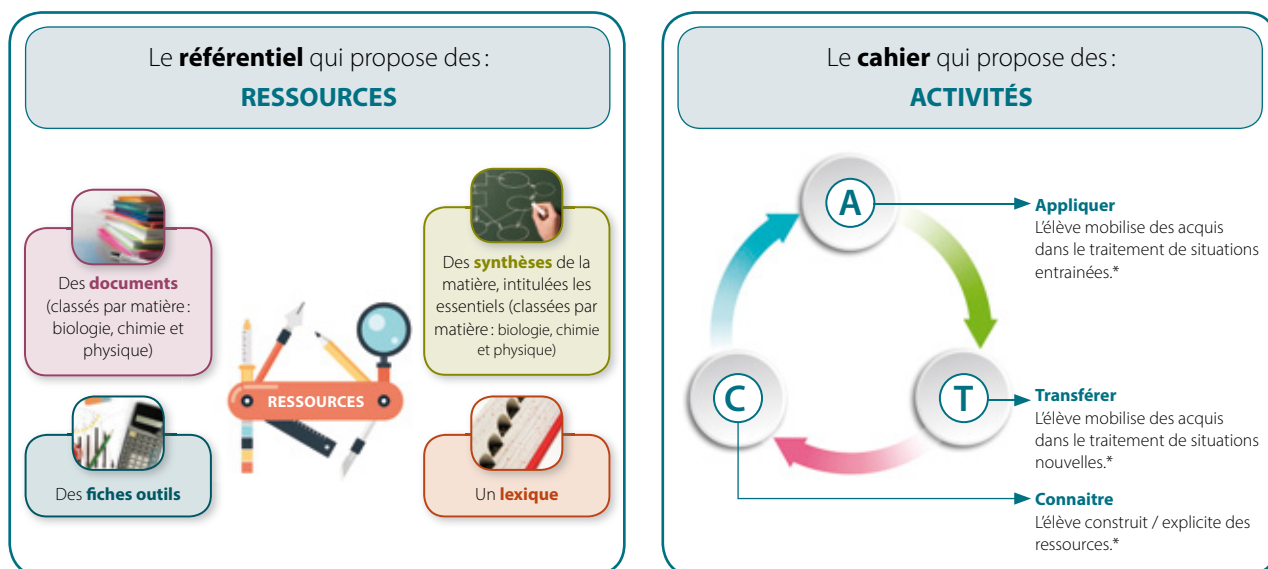 Le référentiel qui propose des :
RESSOURCES
Des documents
(classés par matière :
biologie, chimie et
physique)
Des synthèses de la
matière, intitulées les
essentiels (classées par
matière : biologie, chimie
et physique)
RESSOURCES
Des fiches outils
Un lexique
Le cahier qui propose des :
ACTIVITÉS
A
Appliquer
L'élève mobilise des acquis
dans le traitement de situations
entrainées.*
C
T
Transférer
L'élève mobilise des acquis
dans le traitement de situations
nouvelles.*
Connaitre
L'élève construit / explicite des
ressources.*